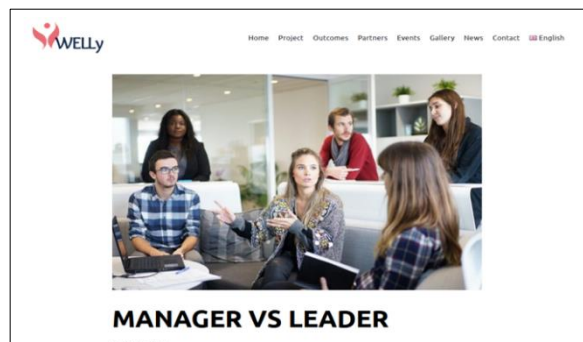 WELLy
Home Project Outcomes Partners Events Gallery News Contact English
MANAGER VS LEADER